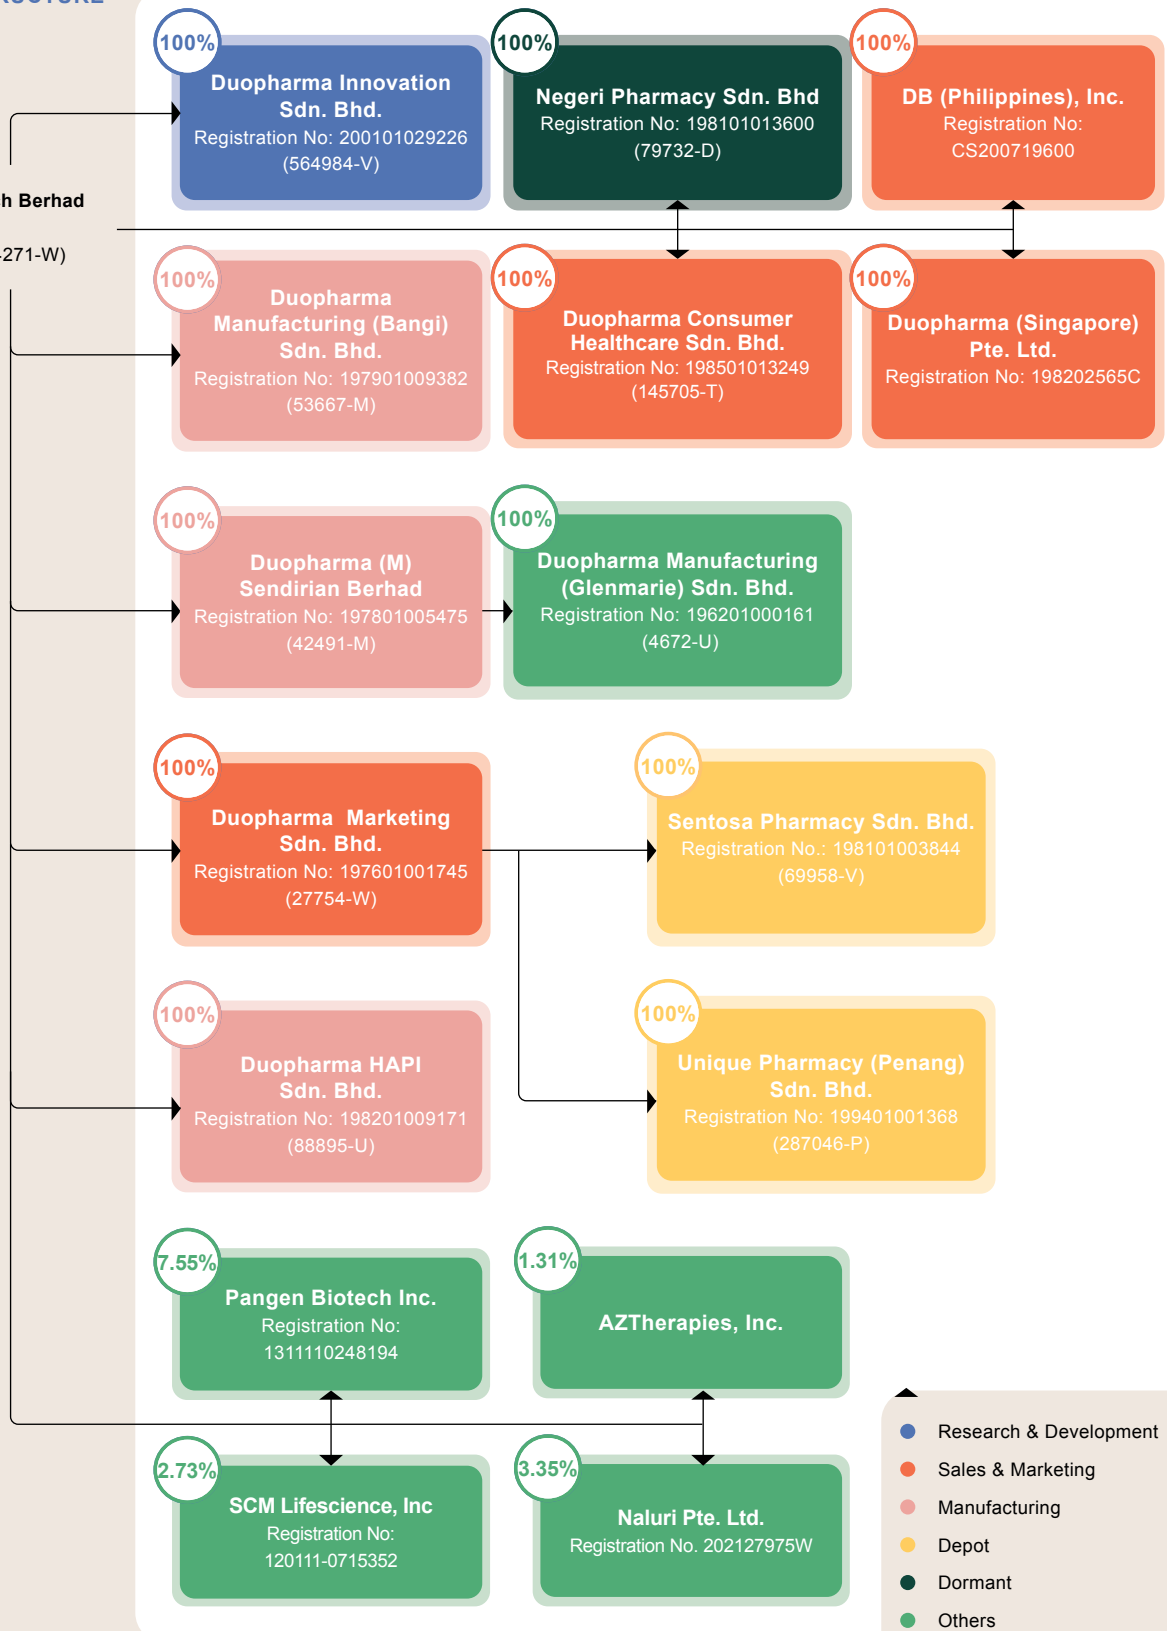 100%
Duopharma Innovation
Sdn. Bhd.
Registration No: 200101029226
(564984-V)
100%
Negeri Pharmacy Sdn. Bhd
Registration No: 198101013600
(79732-D)
100%
DB (Philippines), Inc.
Registration No:
CS200719600
Berhad
271-W)
100%
Duopharma
Manufacturing (Bangi)
Sdn. Bhd.
Registration No: 197901009382
(53667-M)
100%
Duopharma Consumer
Healthcare Sdn. Bhd.
Registration No: 198501013249
(145705-T)
100%
Duopharma (Singapore)
Pte. Ltd.
Registration No: 198202565C
100%
Duopharma (M)
Sendirian Berhad
Registration No: 197801005475
(42491-M)
100%
Duopharma Manufacturing
(Glenmarie) Sdn. Bhd.
Registration No: 196201000161
(4672-U)
100%
Duopharma Marketing
Sdn. Bhd.
Registration No: 197601001745
(27754-W)
100%
Sentosa Pharmacy Sdn. Bhd.
Registration No.: 198101003844
(69958-V)
100%
Duopharma HAPI
Sdn. Bhd.
Registration No: 198201009171
(88895-U)
100%
Unique Pharmacy (Penang)
Sdn. Bhd.
Registration No: 199401001368
(287046-P)
7.55%
Pangen Biotech Inc.
Registration No:
1311110248194
1.31%
AZTherapies, Inc.
2.73%
SCM Lifescience, Inc
Registration No:
120111-0715352
3.35%
Naluri Pte. Ltd.
Registration No. 202127975W
Research & Development
Sales & Marketing
Manufacturing
Depot
Dormant
Others